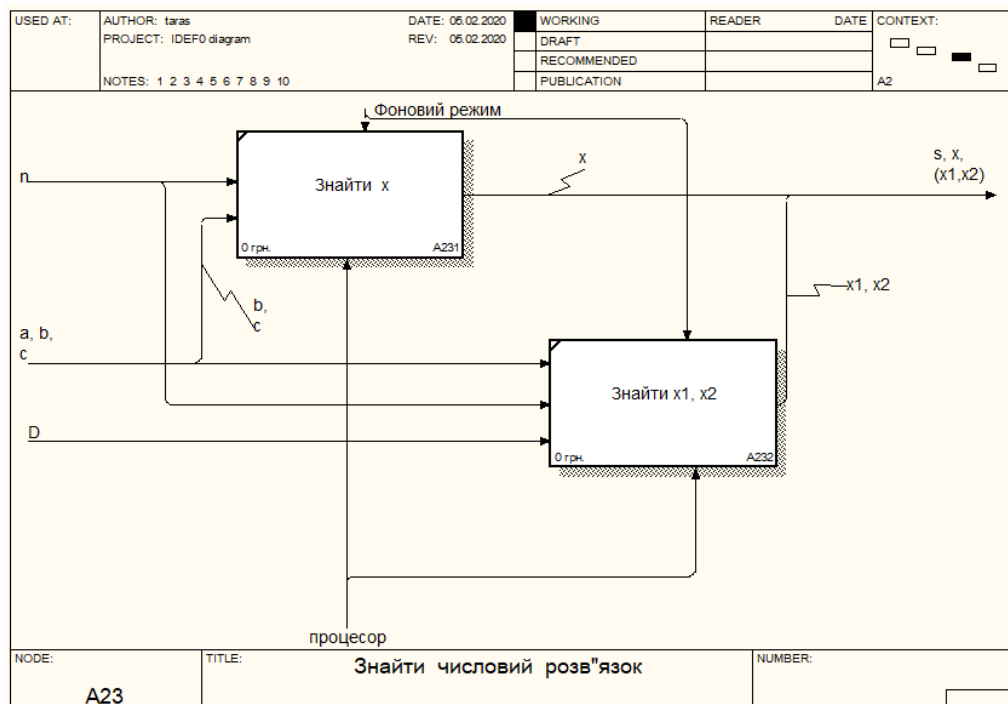 USED AT:
AUTHOR: taras
DATE: 05.02.2020
WORKING
READER
DATE
CONTEXT:
PROJECT: IDEF0 diagram
REV: 05.02.2020
DRAFT
RECOMMENDED
NOTES: 1 2 3 4 5 6 7 8 9 10
PUBLICATION
A2
Фоновий режим
n
Знайти x
0 грн.
A231
x
s, x,
(x1,x2)
b,
c
x1, x2
a, b,
c
Знайти x1, x2
D
0 грн.
A232
процесор
NODE:
TITLE:
Знайти числовий розв"язок
NUMBER:
A23